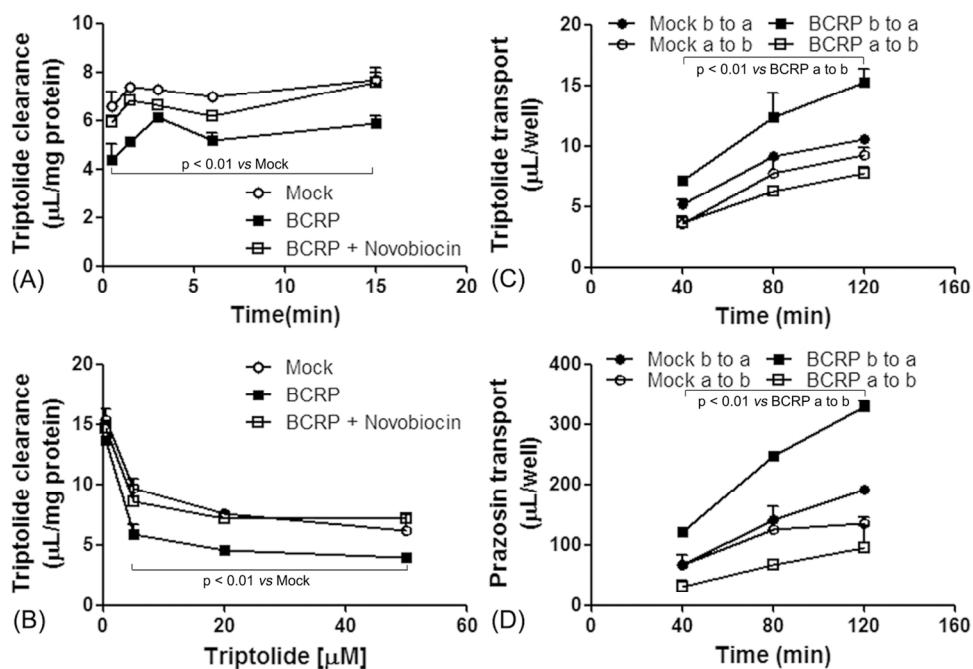 (A)
Triptolide clearance
(μL/mg protein)
10
8
6
4
2
0
p < 0.01 vs Mock
Mock
BCRP
BCRP + Novobiocin
0
5
10
15
20
Time(min)
(B)
Triptolide clearance
(μL/mg protein)
20
15
10
5
0
Mock
BCRP
BCRP + Novobiocin
p < 0.01 vs Mock
0
20
40
60
Triptolide [μM]
(C)
Triptolide transport
(μL/well)
20
15
10
5
0
Mock b to a
BCRP b to a
Mock a to b
BCRP a to b
p < 0.01 vs BCRP a to b
0
40
80
120
160
Time (min)
(D)
Prazosin transport
(μL/well)
400
300
200
100
0
Mock b to a
BCRP b to a
Mock a to b
BCRP a to b
p < 0.01 vs BCRP a to b
0
40
80
120
160
Time (min)